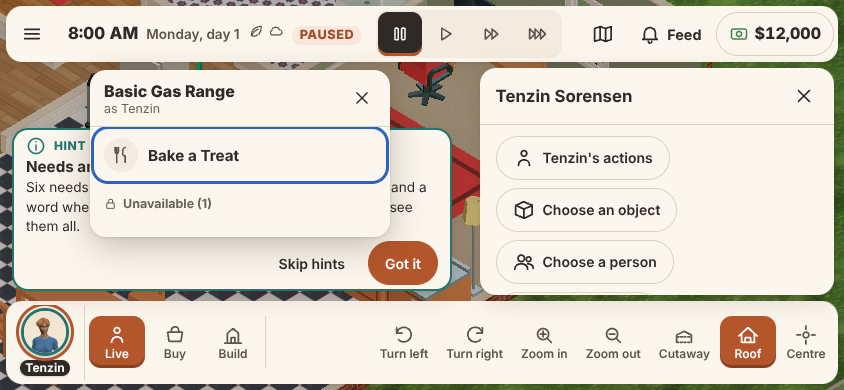 8:00 AM Monday, day 1 PAUSED
Feed
$12,000
Basic Gas Range
as Tenzin
Bake a Treat
Unavailable (1)
HINT
Needs
Six needs
and a
word
see
them all.
Skip hints
Got it
Tenzin Sorensen
Tenzin's actions
Choose an object
Choose a person
Tenzin
Live
Buy
Build
Turn left
Turn right
Zoom in
Zoom out
Cutaway
Roof
Centre